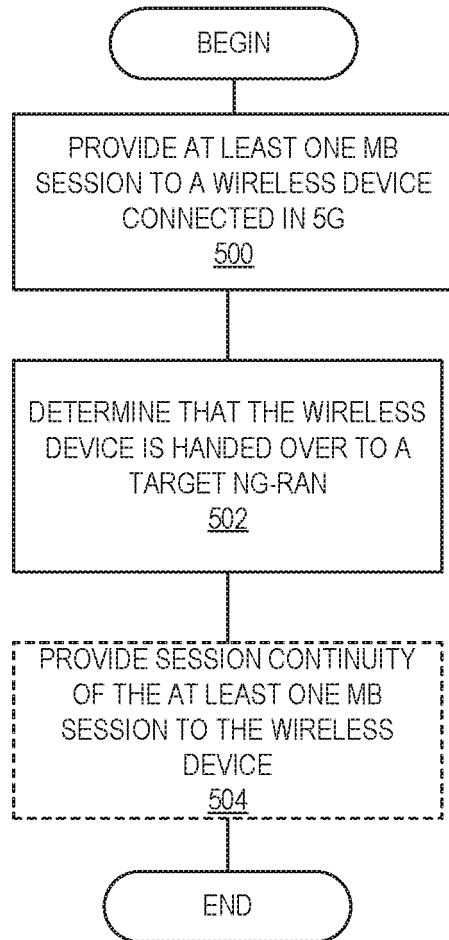 BEGIN
PROVIDE AT LEAST ONE MB
SESSION TO A WIRELESS DEVICE
CONNECTED IN 5G
500
DETERMINE THAT THE WIRELESS
DEVICE IS HANDED OVER TO A
TARGET NG-RAN
502
PROVIDE SESSION CONTINUITY
OF THE AT LEAST ONE MB
SESSION TO THE WIRELESS
DEVICE
504
END